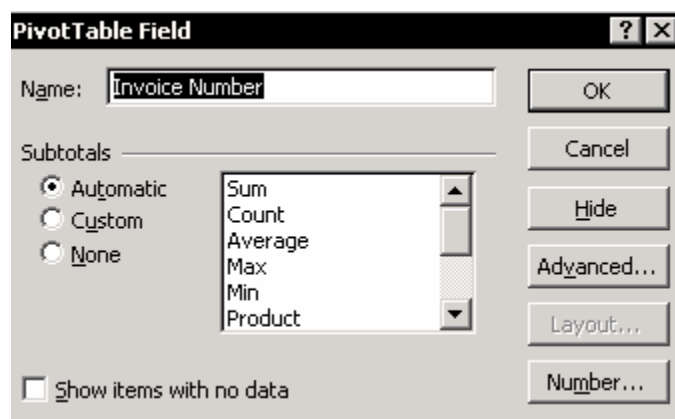 PivotTable Field
Name: Invoice Number
OK
Subtotals
Cancel
Automatic
Custom
None
Sum
Count
Average
Max
Min
Product
Hide
Advanced...
Layout...
Show items with no data
Number...